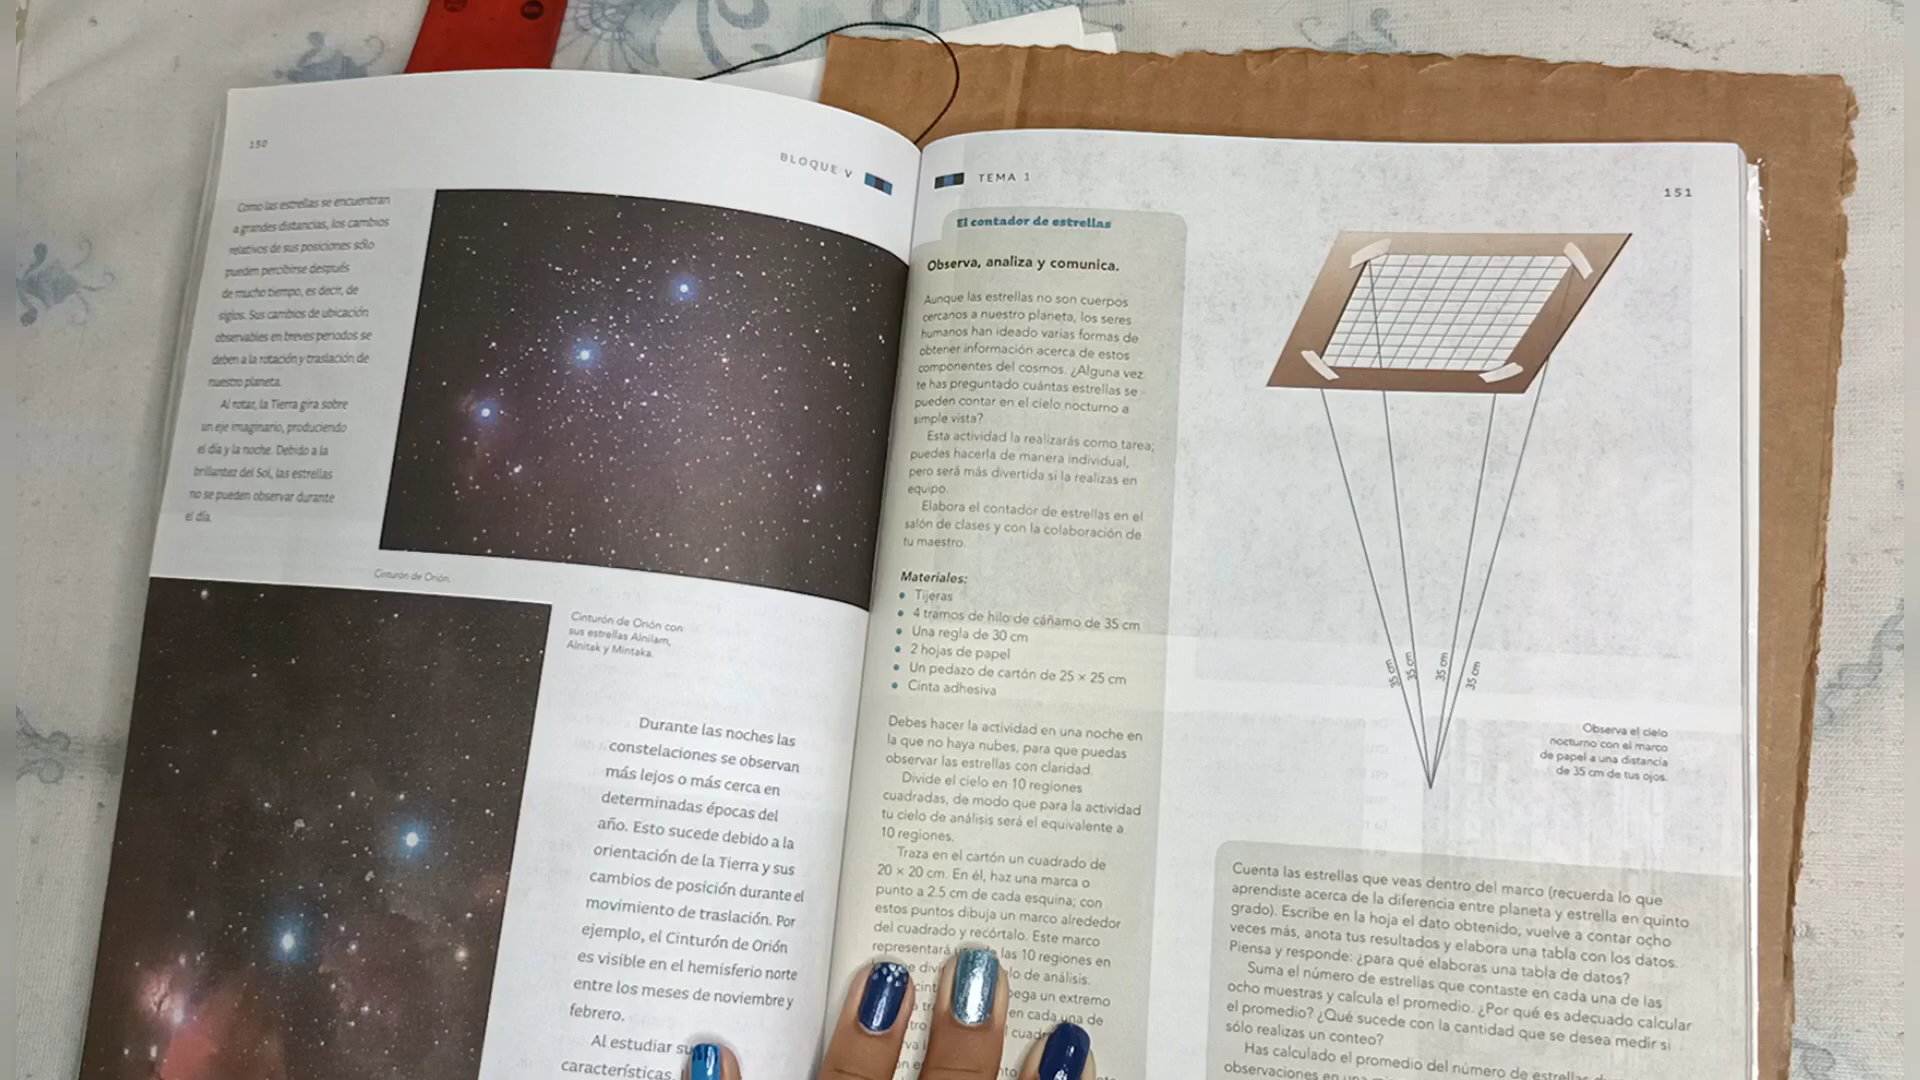 150
BLOQUE V
Como las estrellas se encuentran
a grandes distancias, los cambios
relativos de sus posiciones sólo
pueden percibirse después
de mucho tiempo, es decir, de
siglos. Sus cambios de ubicación
observables en breves periodos se
deben a la rotación y traslación de
nuestro planeta.
Al rotar, la Tierra gira sobre
un eje imaginario, produciendo
el día y la noche. Debido a la
brillantez del Sol, las estrellas
no se pueden observar durante
el día.
Cinturón de Orión.
Cinturón de Orión con
sus estrellas Alnilam,
Alnitak y Mintaka.
Durante las noches las
constelaciones se observan
más lejos o más cerca en
determinadas épocas del
año. Esto sucede debido a la
orientación de la Tierra y sus
cambios de posición durante el
movimiento de traslación. Por
ejemplo, el Cinturón de Orión
es visible en el hemisferio norte
entre los meses de noviembre y
febrero.
Al estudiar su
características,
TEMA 1
151
El contador de estrellas
Observa, analiza y comunica.
Aunque las estrellas no son cuerpos
cercanos a nuestro planeta, los seres
humanos han ideado varias formas de
obtener información acerca de estos
componentes del cosmos. ¿Alguna vez
te has preguntado cuántas estrellas se
pueden contar en el cielo nocturno a
simple vista?
Esta actividad la realizarás como tarea;
puedes hacerla de manera individual,
pero será más divertida si la realizas en
equipo.
Elabora el contador de estrellas en el
salón de clases y con la colaboración de
tu maestro.
Materiales:
• Tijeras
• 4 tramos de hilo de cáñamo de 35 cm
• Una regla de 30 cm
• 2 hojas de papel
• Un pedazo de cartón de 25 × 25 cm
• Cinta adhesiva
Debes hacer la actividad en una noche en
la que no haya nubes, para que puedas
observar las estrellas con claridad.
Divide el cielo en 10 regiones
cuadradas, de modo que para la actividad
tu cielo de análisis será el equivalente a
10 regiones.
Traza en el cartón un cuadrado de
20 × 20 cm. En él, haz una marca o
punto a 2.5 cm de cada esquina; con
estos puntos dibuja un marco alrededor
del cuadrado y recórtalo. Este marco
representará las 10 regiones en
de análisis.
pega un extremo
en cada una de
35 cm
35 cm
35 cm
35 cm
Observa el cielo
nocturno con el marco
de papel a una distancia
de 35 cm de tus ojos.
Cuenta las estrellas que veas dentro del marco (recuerda lo que
aprendiste acerca de la diferencia entre planeta y estrella en quinto
grado). Escribe en la hoja el dato obtenido, vuelve a contar ocho
veces más, anota tus resultados y elabora una tabla con los datos.
Piensa y responde: ¿para qué elaboras una tabla de datos?
Suma el número de estrellas que contaste en cada una de las
ocho muestras y calcula el promedio. ¿Por qué es adecuado calcular
el promedio? ¿Qué sucede con la cantidad que se desea medir si
sólo realizas un conteo?
Has calculado el promedio del número de estrellas
observaciones en